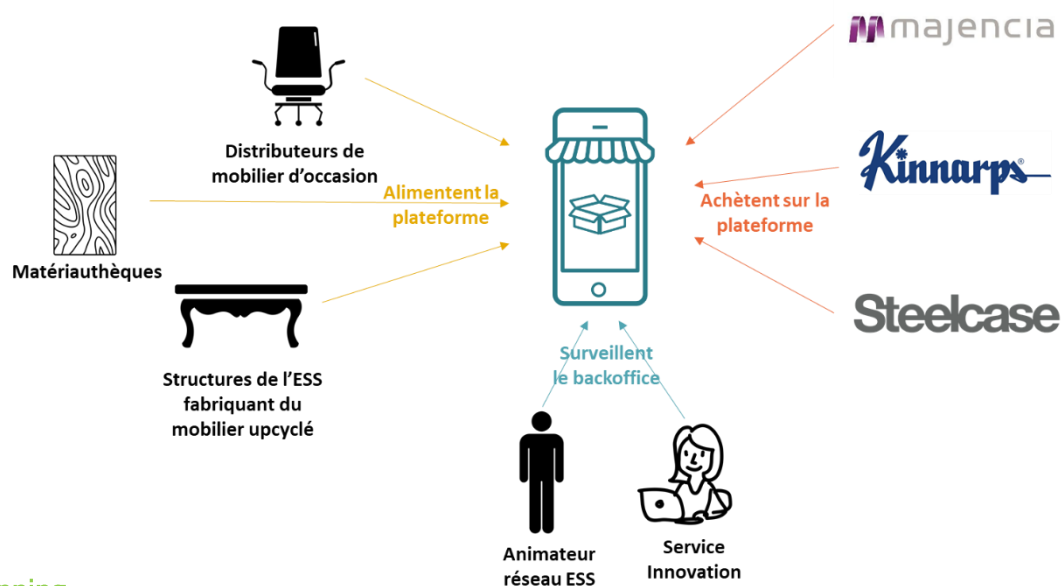 majencia
Distributeurs de
mobilier d'occasion
Kinnarps
Alimentent la
plateforme
Achètent sur la
plateforme
Matériauthèques
Steelcase
Structures de l'ESS
fabriquant du
mobilier upcyclé
Surveillent
le backoffice
Animateur
réseau ESS
Service
Innovation